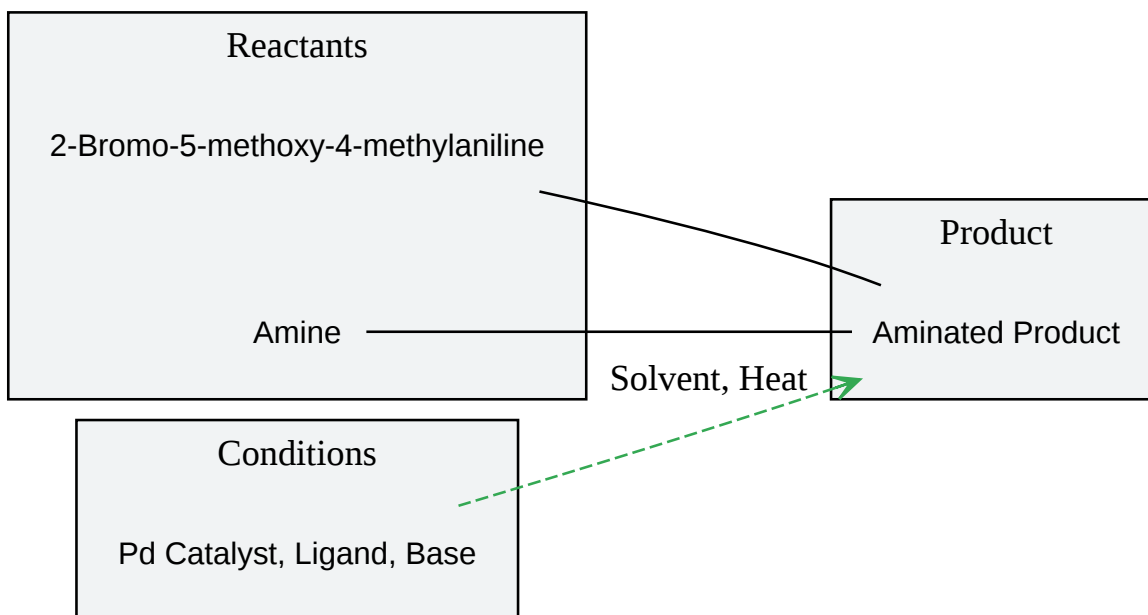 Reactants
2-Bromo-5-methoxy-4-methylaniline
Amine
Product
Aminated Product
Solvent, Heat
Conditions
Pd Catalyst, Ligand, Base